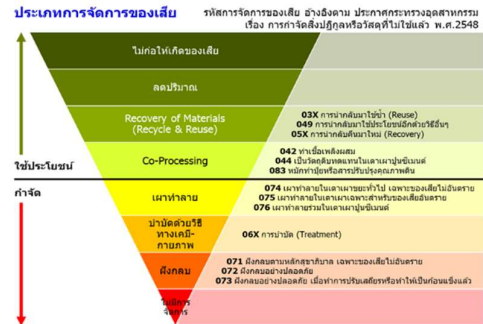 ประเภทการจัดการของเสีย
รหัสการจัดการของเสีย อ้างอิงตาม ประกาศกระทรวงอุตสาหกรรม
เรื่อง การกำจัดสิ่งปฏิกูลหรือวัสดุที่ไม่ใช้แล้ว พ.ศ.2548
ไม่ก่อให้เกิดของเสีย
ลดปริมาณ
Recovery of Materials
(Recycle & Reuse)
03X การนำกลับมาใช้ซ้ำ (Reuse)
049 การนำกลับมาใช้ประโยชน์อีกด้วยวิธีอื่นๆ
05X การนำกลับคืนมาใหม่ (Recovery)
ใช้ประโยชน์
Co-Processing
042 ทำเชื้อเพลิงผสม
044 เป็นวัตถุดิบทดแทนในเตาเผาปูนซีเมนต์
083 หมักทำปุ๋ยหรือสารปรับปรุงคุณภาพดิน
กำจัด
เผาทำลาย
074 เผาทำลายในเตาเผาขยะทั่วไป เฉพาะของเสียไม่อันตราย
075 เผาทำลายในเตาเผาเฉพาะสำหรับของเสียอันตราย
076 เผาทำลายร่วมในเตาเผาปูนซีเมนต์
บำบัดด้วยวิธี
ทางเคมี-
กายภาพ
06X การบำบัด (Treatment)
ฝังกลบ
071 ฝังกลบตามหลักสุขาภิบาล เฉพาะของเสียไม่อันตราย
072 ฝังกลบอย่างปลอดภัย
073 ฝังกลบอย่างปลอดภัย เมื่อทำการปรับเสถียรหรือทำให้เป็นก้อนแข็งแล้ว
ไม่มีการ
จัดการ